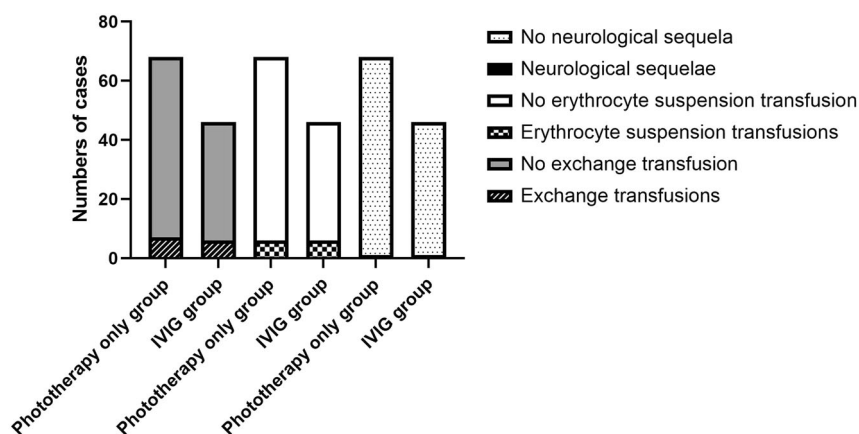 80
60
40
20
0
Numbers of cases
Phototherapy only group
IVIG group
Phototherapy only group
IVIG group
Phototherapy only group
IVIG group
No neurological sequela
Neurological sequelae
No erythrocyte suspension transfusion
Erythrocyte suspension transfusions
No exchange transfusion
Exchange transfusions